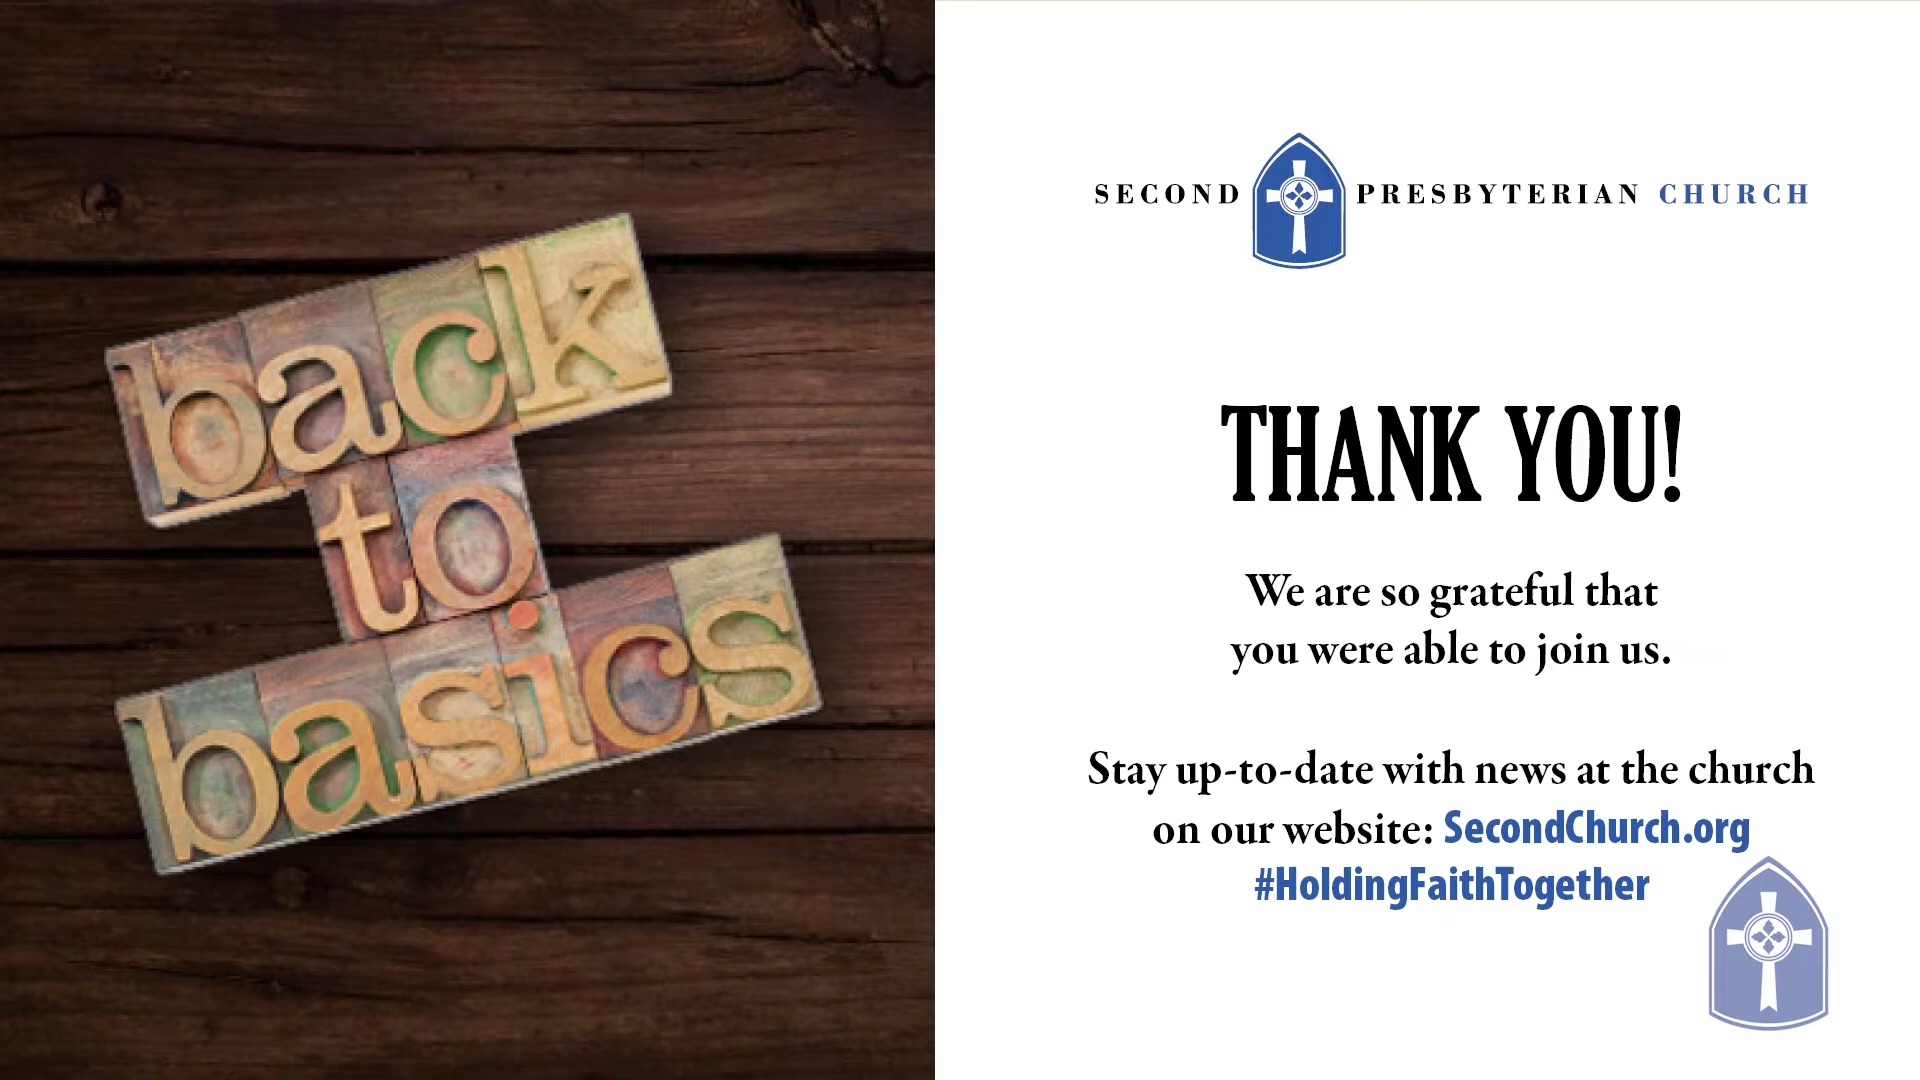 back
to
basics
SECOND PRESBYTERIAN CHURCH
THANK YOU!
We are so grateful that
you were able to join us.
Stay up-to-date with news at the church
on our website: SecondChurch.org
#HoldingFaithTogether